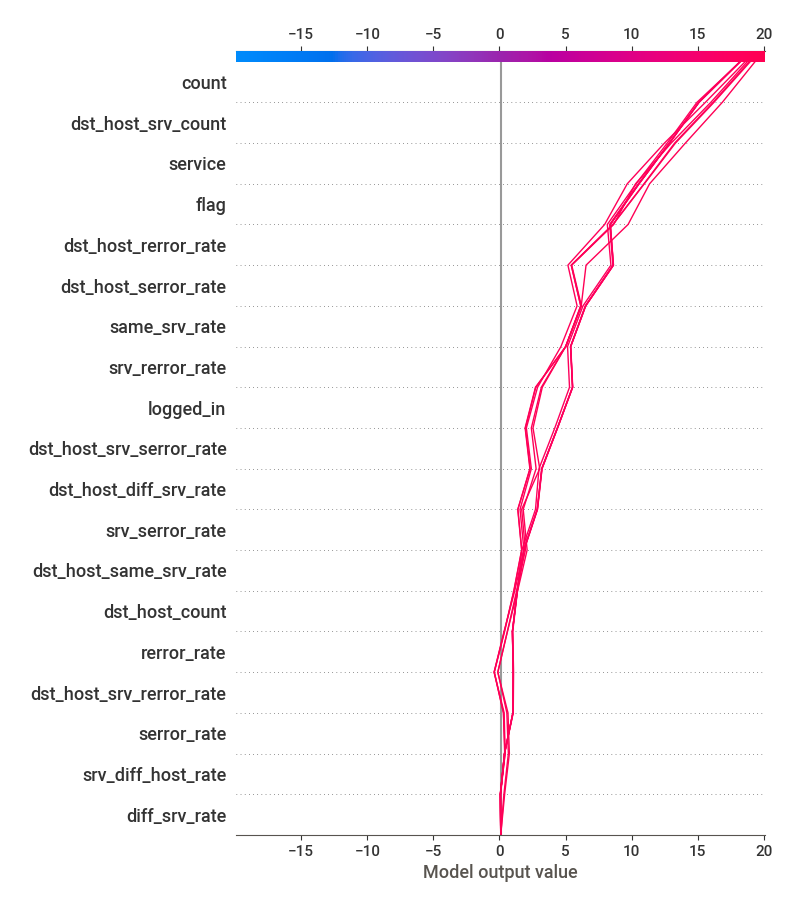 −15 −10 −5 0 5 10 15 20
count
dst_host_srv_count
service
flag
dst_host_rerror_rate
dst_host_serror_rate
same_srv_rate
srv_rerror_rate
logged_in
dst_host_srv_serror_rate
dst_host_diff_srv_rate
srv_serror_rate
dst_host_same_srv_rate
dst_host_count
rerror_rate
dst_host_srv_rerror_rate
serror_rate
srv_diff_host_rate
diff_srv_rate
−15 −10 −5 0 5 10 15 20
Model output value